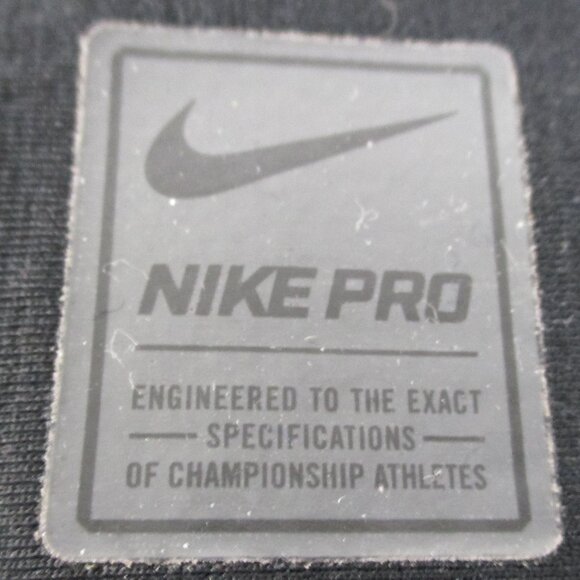 NIKE PRO
ENGINEERED TO THE EXACT
SPECIFICATIONS
OF CHAMPIONSHIP ATHLETES